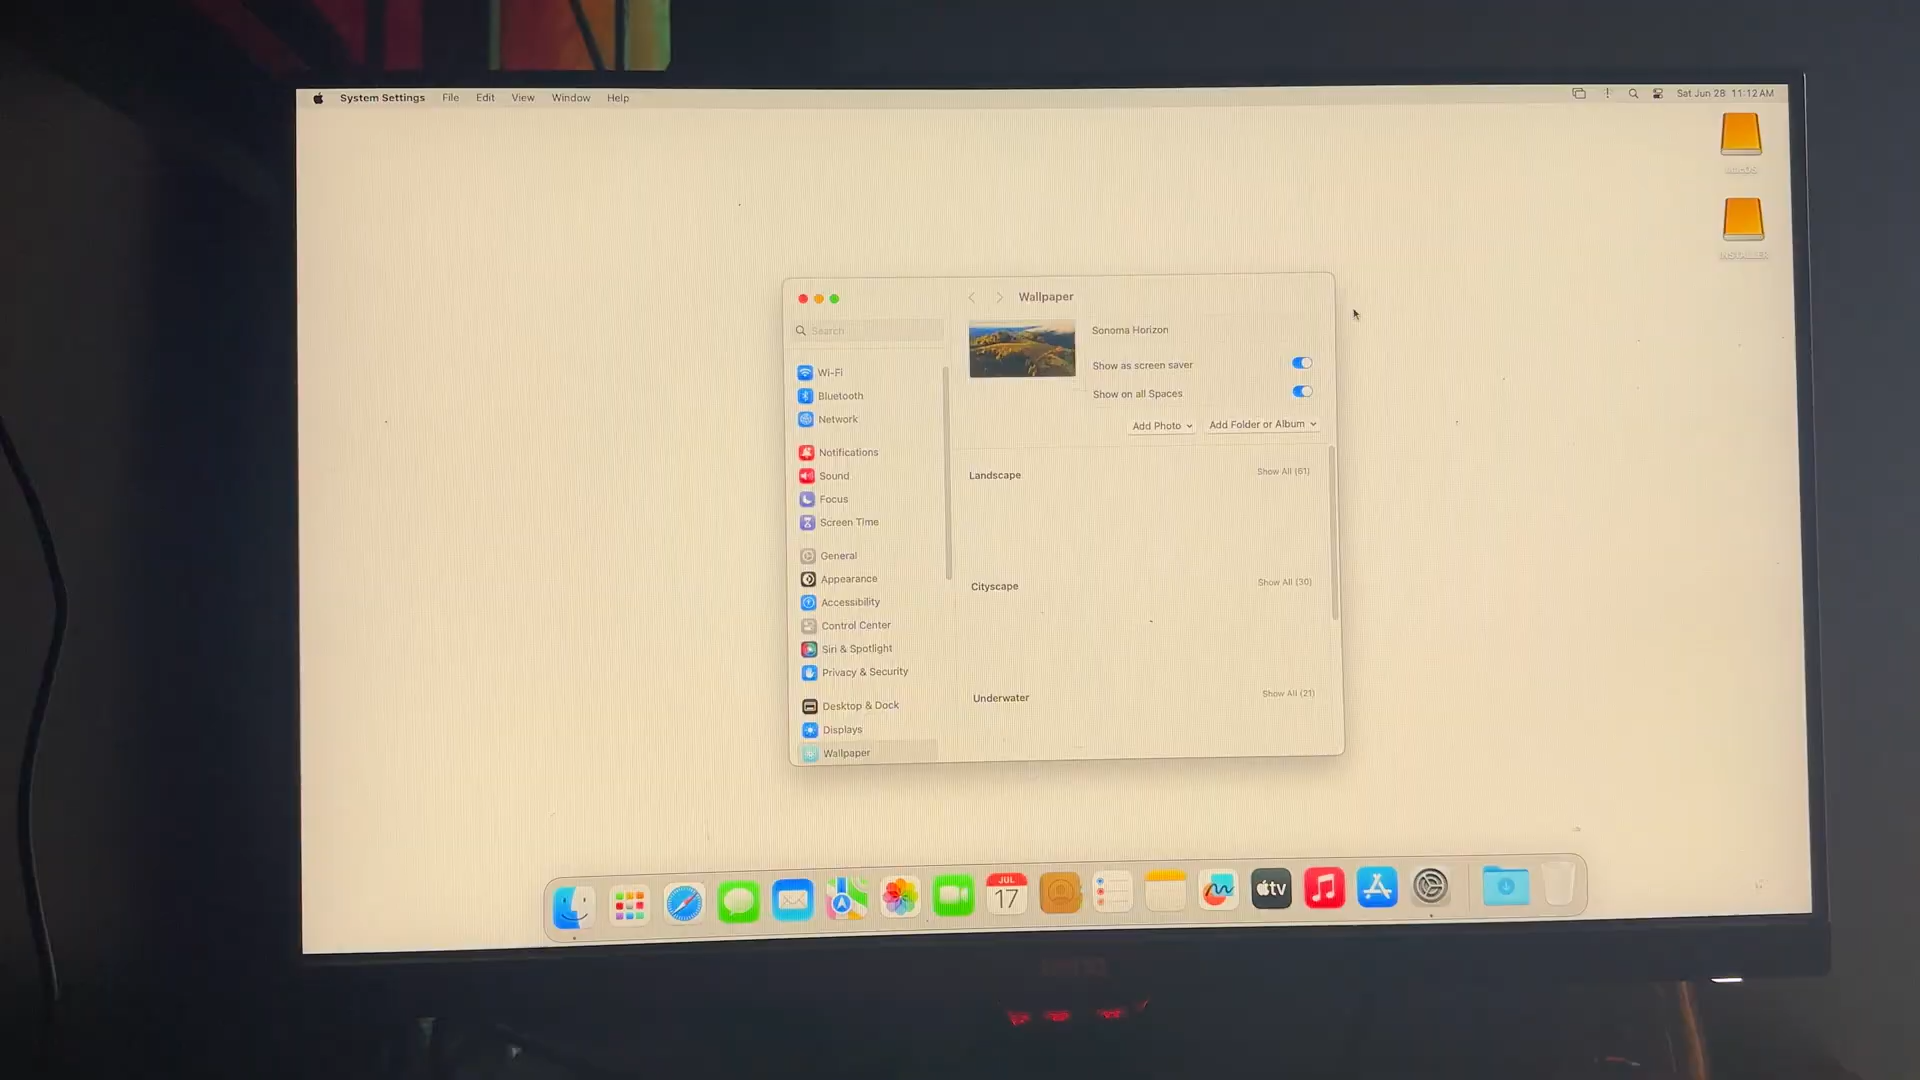 System Settings File Edit View Window Help
Sat Jun 28 11:12 AM
INSTALLER
Wallpaper
Search
Sonoma Horizon
Show as screen saver
Show on all Spaces
Add Photo
Add Folder or Album
Wi-Fi
Bluetooth
Network
Notifications
Sound
Focus
Screen Time
General
Appearance
Accessibility
Control Center
Siri & Spotlight
Privacy & Security
Desktop & Dock
Displays
Wallpaper
Landscape
Show All (61)
Cityscape
Show All (30)
Underwater
Show All (21)
JUL
17
tv